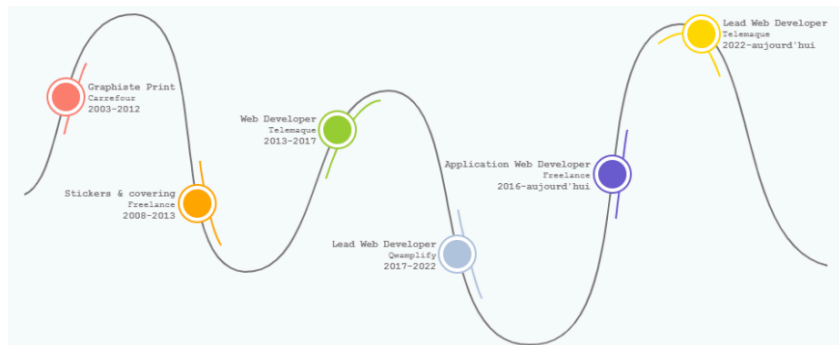 Graphiste Print
Carrefour
2003-2012
Stickers & covering
Freelance
2008-2013
Web Developer
Telemaque
2013-2017
Lead Web Developer
Qwamplify
2017-2022
Application Web Developer
Freelance
2016-aujourd'hui
Lead Web Developer
Telemaque
2022-aujourd'hui